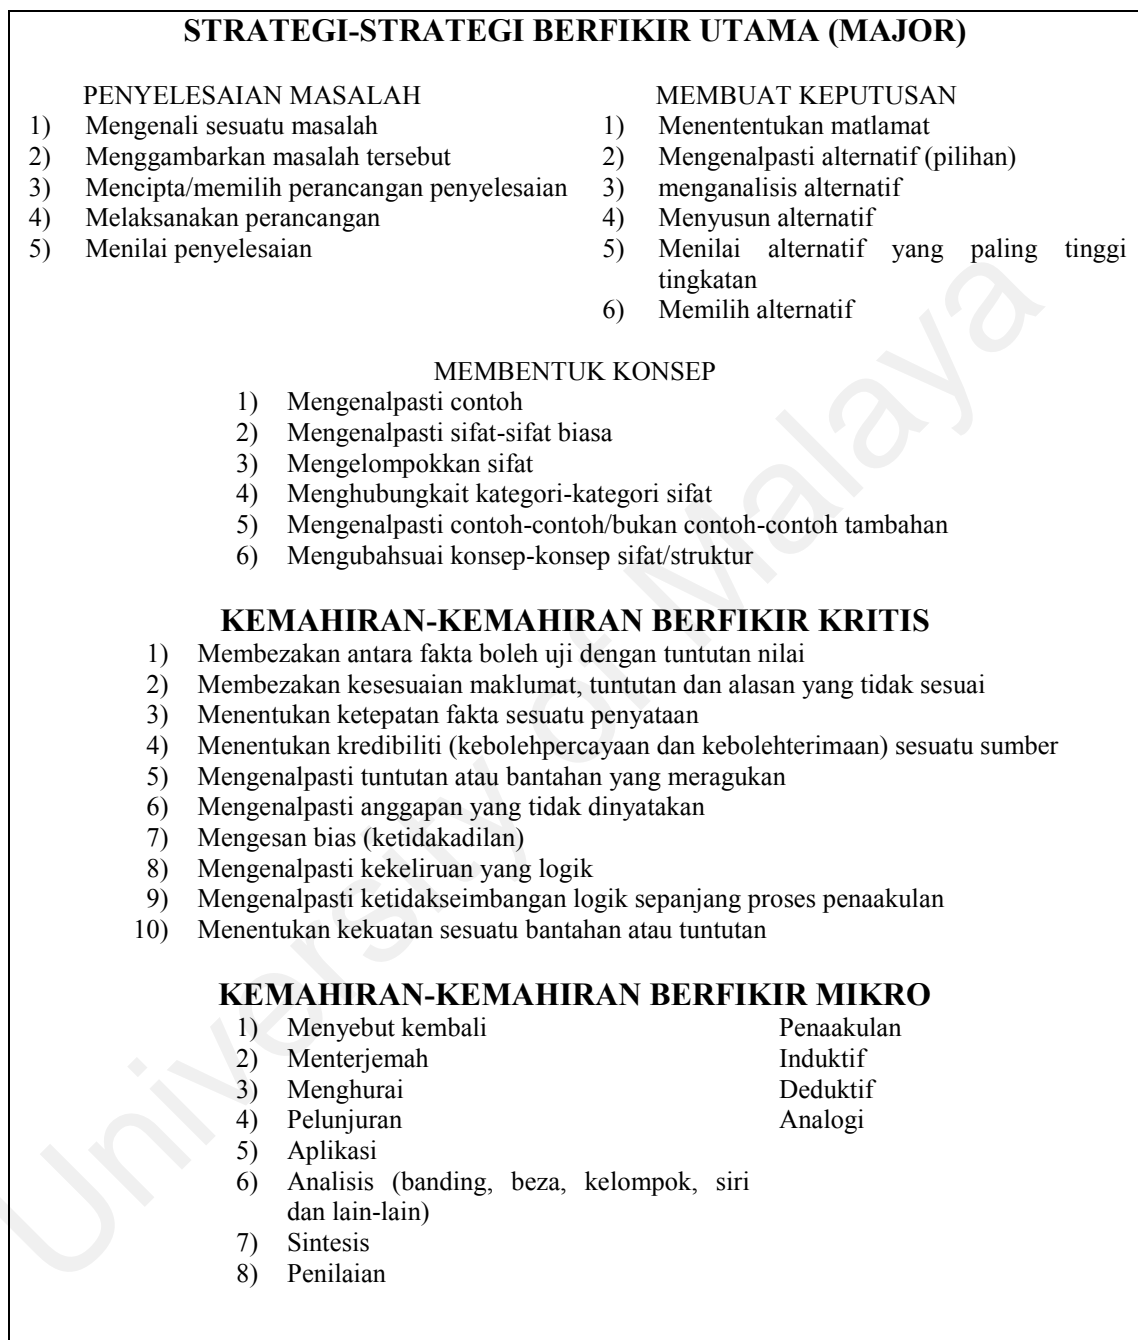 STRATEGI-STRATEGI BERFIKIR UTAMA (MAJOR)
PENYELESAIAN MASALAH
1) Mengenali sesuatu masalah
2) Menggambarkan masalah tersebut
3) Mencipta/memilih perancangan penyelesaian
4) Melaksanakan perancangan
5) Menilai penyelesaian
MEMBUAT KEPUTUSAN
1) Menententukan matlamat
2) Mengenalpasti alternatif (pilihan)
3) menganalisis alternatif
4) Menyusun alternatif
5) Menilai alternatif yang paling tinggi
tingkatan
6) Memilih alternatif
MEMBENTUK KONSEP
1) Mengenalpasti contoh
2) Mengenalpasti sifat-sifat biasa
3) Mengelompokkan sifat
4) Menghubungkait kategori-kategori sifat
5) Mengenalpasti contoh-contoh/bukan contoh-contoh tambahan
6) Mengubahsuai konsep-konsep sifat/struktur
KEMAHIRAN-KEMAHIRAN BERFIKIR KRITIS
1) Membezakan antara fakta boleh uji dengan tuntutan nilai
2) Membezakan kesesuaian maklumat, tuntutan dan alasan yang tidak sesuai
3) Menentukan ketepatan fakta sesuatu penyataan
4) Menentukan kredibiliti (kebolehpercayaan dan kebolehterimaan) sesuatu sumber
5) Mengenalpasti tuntutan atau bantahan yang meragukan
6) Mengenalpasti anggapan yang tidak dinyatakan
7) Mengesan bias (ketidakadilan)
8) Mengenalpasti kekeliruan yang logik
9) Mengenalpasti ketidakseimbangan logik sepanjang proses penaakulan
10) Menentukan kekuatan sesuatu bantahan atau tuntutan
KEMAHIRAN-KEMAHIRAN BERFIKIR MIKRO
1) Menyebut kembali
2) Menterjemah
3) Menghurai
4) Pelunjuran
5) Aplikasi
6) Analisis (banding, beza, kelompok, siri
dan lain-lain)
7) Sintesis
8) Penilaian
Penaakulan
Induktif
Deduktif
Analogi
University of Malaya